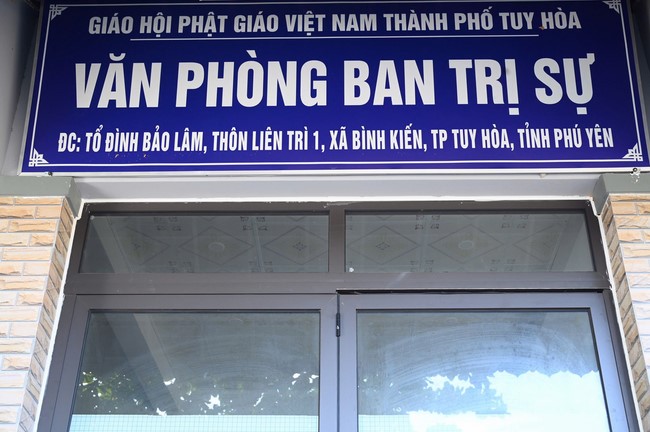 GIÁO HỘI PHẬT GIÁO VIỆT NAM THÀNH PHỐ TUY HÒA
VĂN PHÒNG BAN TRỊ SỰ
ĐC: TỔ ĐÌNH BẢO LÂM, THÔN LIÊN TRÌ 1, XÃ BÌNH KIẾN, TP TUY HÒA, TỈNH PHÚ YÊN